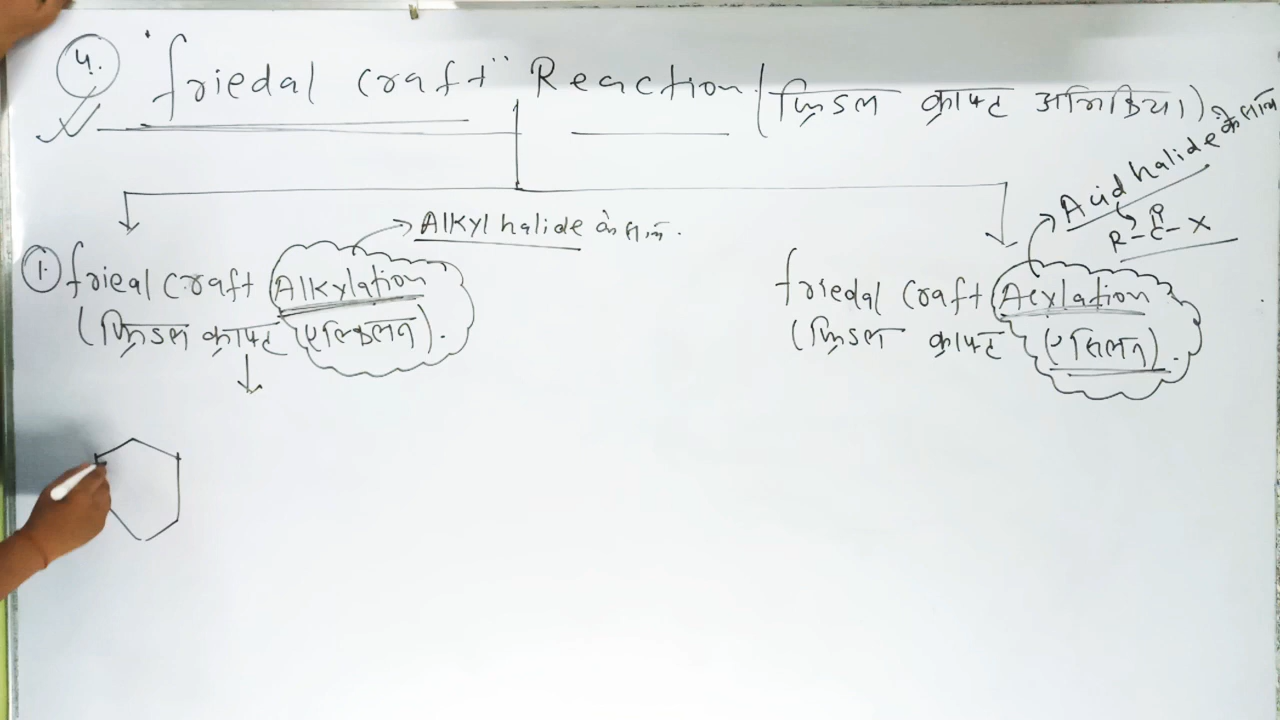 4. "Friedal craft" Reaction (फ्रिडल क्राफ्ट अभिक्रिया)
Alkyl halide के साथ.
Acid halide के साथ
O
R-C-X
1. frieal craft Alkylation
(फ्रिडल क्राफ्ट एल्किलन).
friedal craft Acylation
(फ्रिडल क्राफ्ट एसिलन).